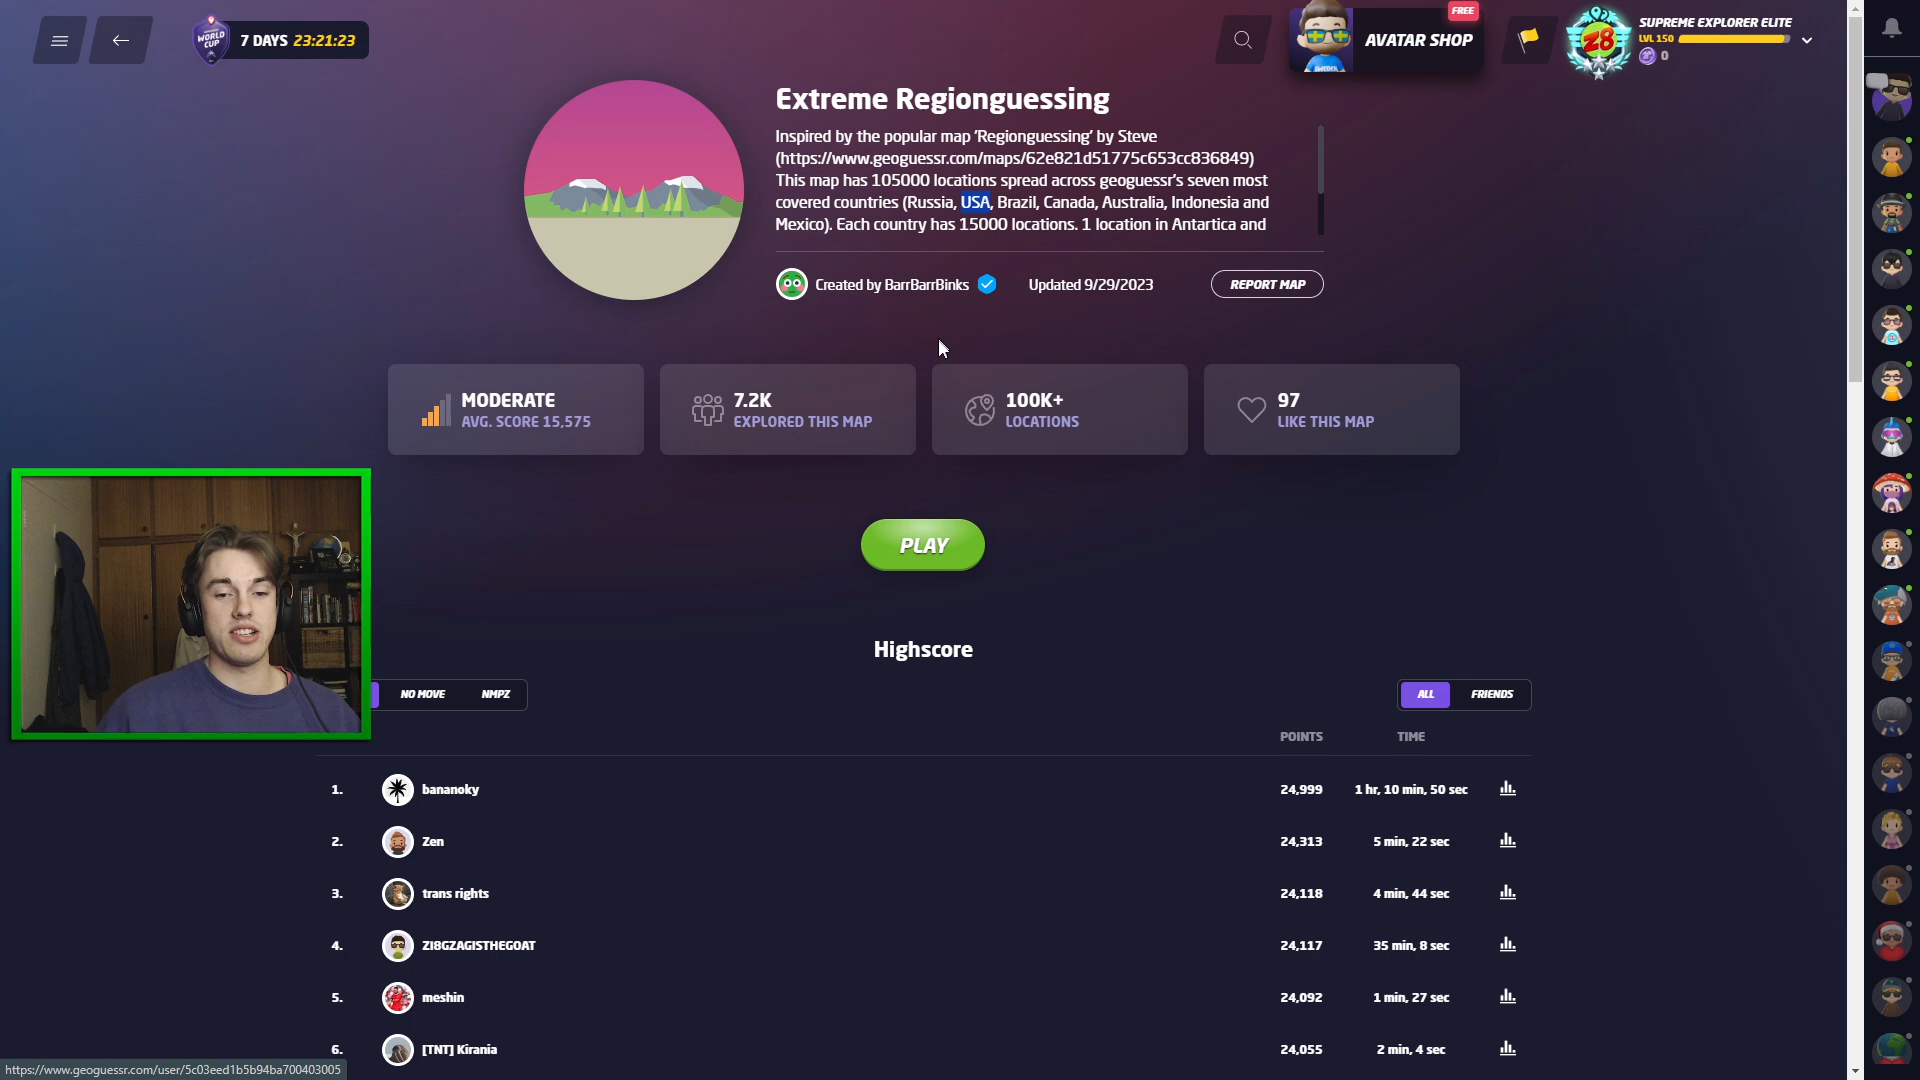 WORLD CUP
7 DAYS 23:21:23
FREE
AVATAR SHOP
SUPREME EXPLORER ELITE
LVL 150
0
Extreme Regionguessing
Inspired by the popular map 'Regionguessing' by Steve
(https://www.geoguessr.com/maps/62e821d51775c653cc836849)
This map has 105000 locations spread across geoguessr's seven most
covered countries (Russia, USA, Brazil, Canada, Australia, Indonesia and
Mexico). Each country has 15000 locations. 1 location in Antartica and
Created by BarrBarrBinks
Updated 9/29/2023
REPORT MAP
MODERATE
AVG. SCORE 15,575
7.2K
EXPLORED THIS MAP
100K+
LOCATIONS
97
LIKE THIS MAP
PLAY
Highscore
NO MOVE NMPZ
ALL FRIENDS
POINTS TIME
1. bananoky 24,999 1 hr, 10 min, 50 sec
2. Zen 24,313 5 min, 22 sec
3. trans rights 24,118 4 min, 44 sec
4. ZI8GZAGISTHEGOAT 24,117 35 min, 8 sec
5. meshin 24,092 1 min, 27 sec
6. [TNT] Kirania 24,055 2 min, 4 sec
https://www.geoguessr.com/user/5c03eed1b5b94ba700403005